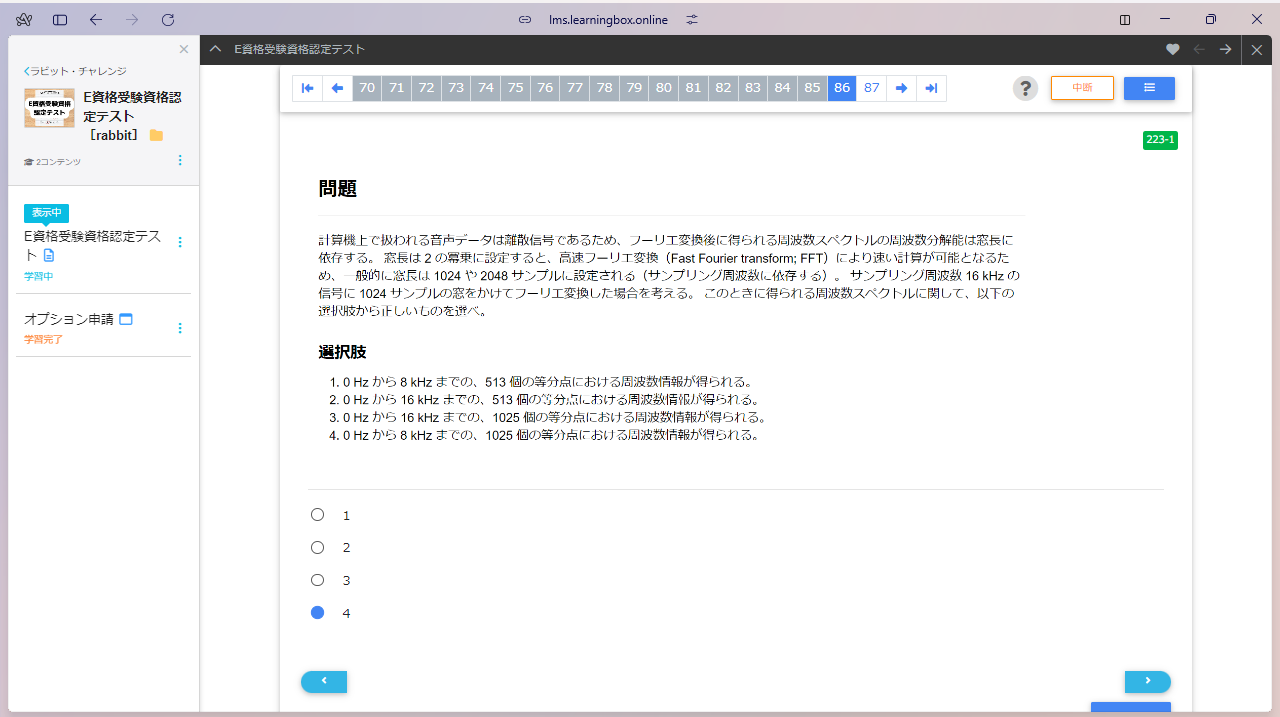 lms.learningbox.online
E資格受験資格認定テスト
ラビット・チャレンジ
E資格受験資格
認定テスト
E資格受験資格認
定テスト
［rabbit］
2コンテンツ
表示中
E資格受験資格認定テス
ト
学習中
オプション申請
学習完了
70 71 72 73 74 75 76 77 78 79 80 81 82 83 84 85 86 87
?
中断
223-1
問題
計算機上で扱われる音声データは離散信号であるため、フーリエ変換後に得られる周波数スペクトルの周波数分解能は窓長に
依存する。 窓長は 2 の冪乗に設定すると、高速フーリエ変換（Fast Fourier transform; FFT）により速い計算が可能となるた
め、一般的に窓長は 1024 や 2048 サンプルに設定される（サンプリング周波数に依存する）。 サンプリング周波数 16 kHz の
信号に 1024 サンプルの窓をかけてフーリエ変換した場合を考える。 このときに得られる周波数スペクトルに関して、以下の
選択肢から正しいものを選べ。
選択肢
1. 0 Hz から 8 kHz までの、513 個の等分点における周波数情報が得られる。
2. 0 Hz から 16 kHz までの、513 個の等分点における周波数情報が得られる。
3. 0 Hz から 16 kHz までの、1025 個の等分点における周波数情報が得られる。
4. 0 Hz から 8 kHz までの、1025 個の等分点における周波数情報が得られる。
1
2
3
4